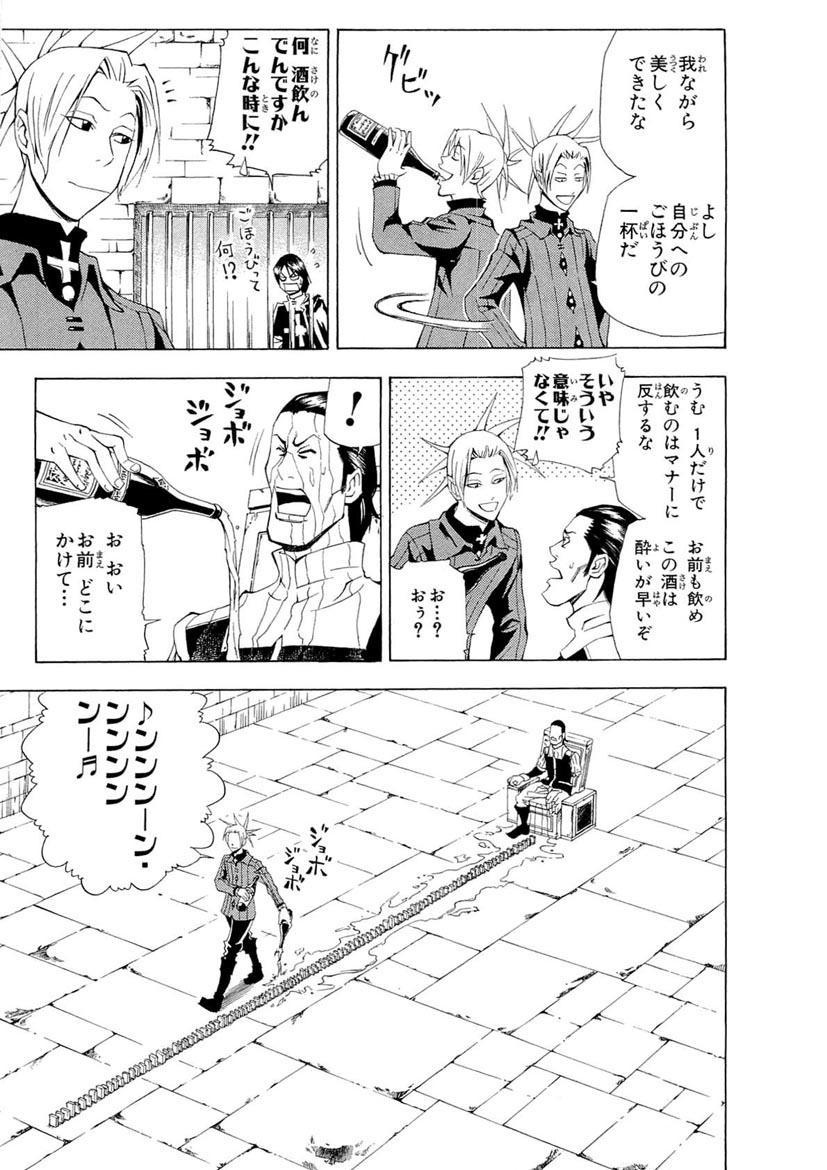 我ながら
美しく
できたな
よし
自分への
ごほうびの
一杯だ
ゲビッ
何 酒飲ん
でんですか
こんな時に!!
ごほうびって
何!?
うむ 1人だけで
飲むのはマナーに
反するな
お前も飲め
この酒は
酔いが早いぞ
いや
そういう
意味じゃ
なくて!!
お…?
おぅ?
!
ジョボ
ジョボ
お おい
お前 どこに
かけて…
ジョボ
ジョボ
♪ンンンーン、
ンンンン
ンー♬